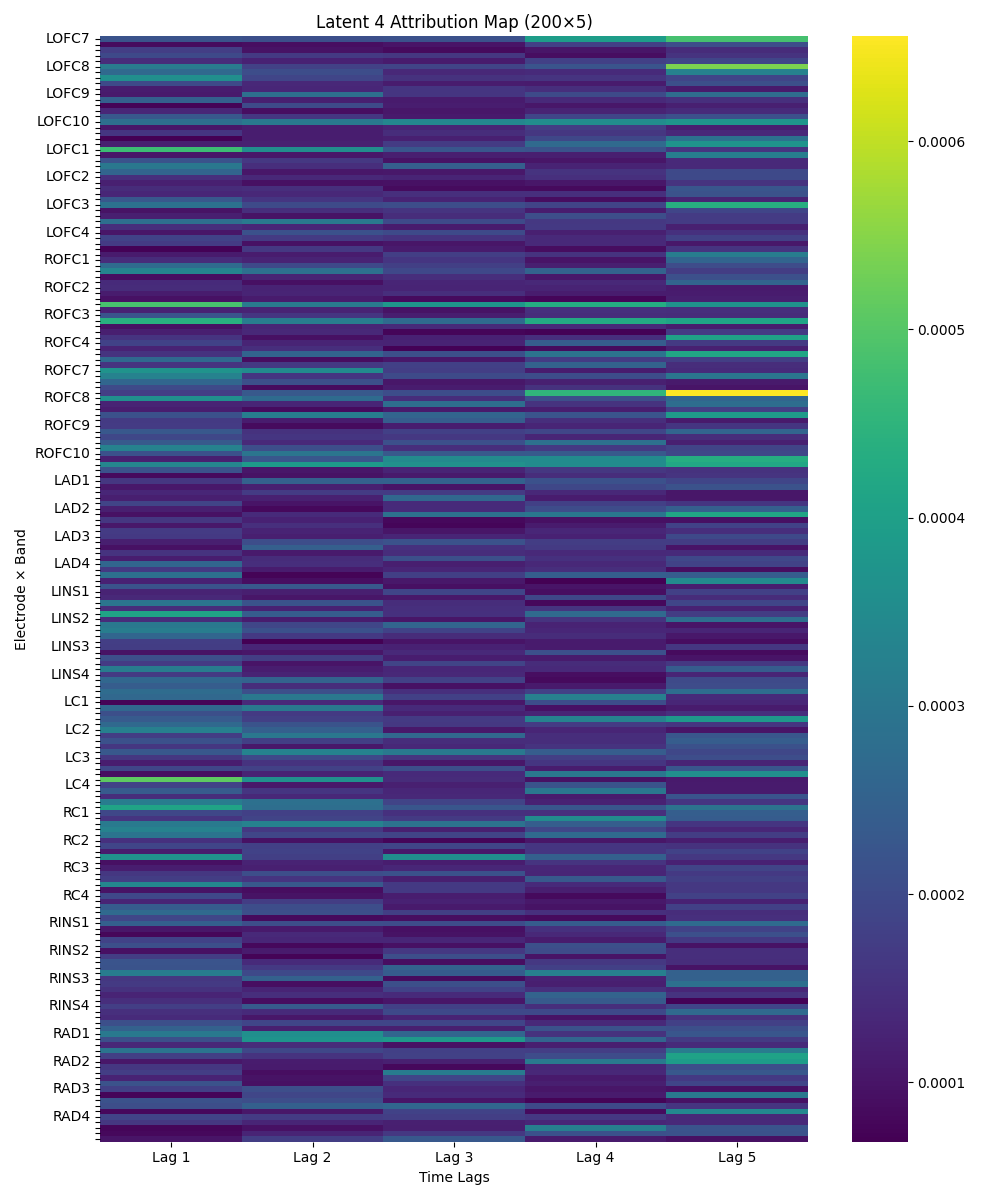 Latent 4 Attribution Map (200×5)
LOFC7
LOFC8
LOFC9
LOFC10
LOFC1
LOFC2
LOFC3
LOFC4
ROFC1
ROFC2
ROFC3
ROFC4
ROFC7
ROFC8
ROFC9
ROFC10
LAD1
LAD2
LAD3
LAD4
LINS1
LINS2
LINS3
LINS4
LC1
LC2
LC3
LC4
RC1
RC2
RC3
RC4
RINS1
RINS2
RINS3
RINS4
RAD1
RAD2
RAD3
RAD4
Electrode × Band
Lag 1 Lag 2 Lag 3 Lag 4 Lag 5
Time Lags
0.0006
0.0005
0.0004
0.0003
0.0002
0.0001